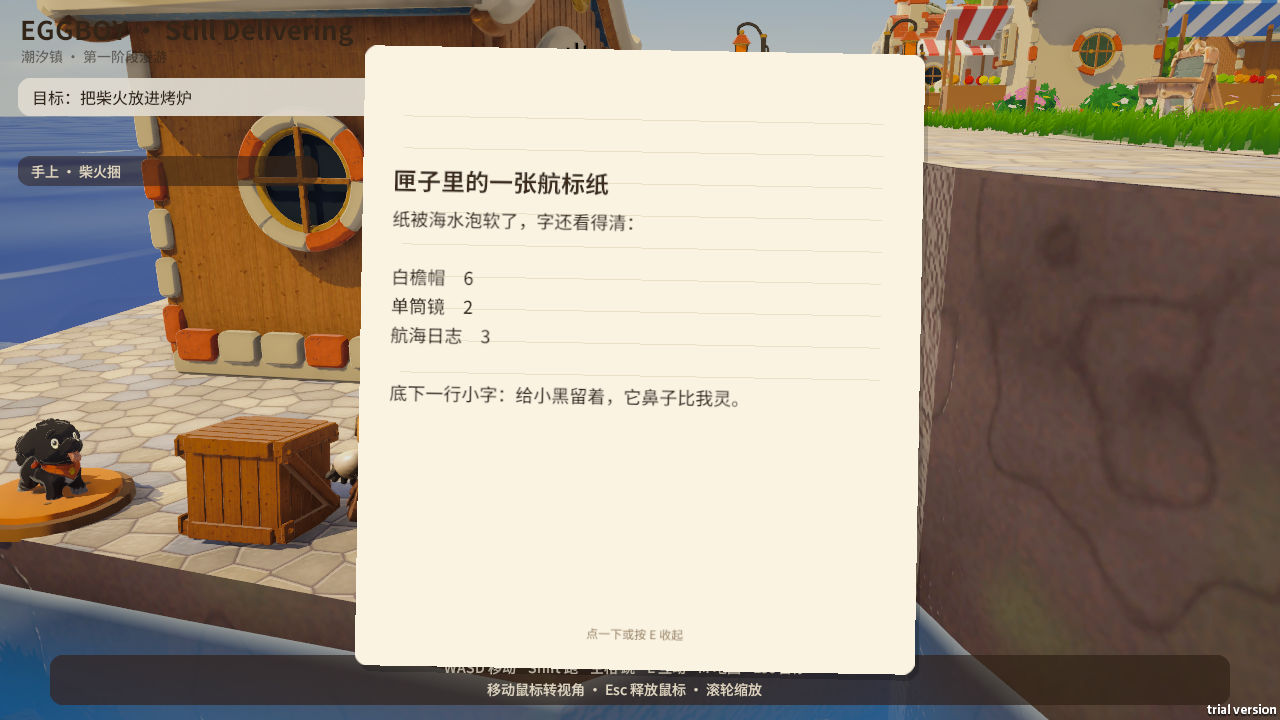 EGGBOY · Still Delivering
潮汐镇 · 第一阶段漫游
目标：把柴火放进烤炉
手上 · 柴火捆
匣子里的一张航标纸
纸被海水泡软了，字还看得清：
白檐帽 6
单筒镜 2
航海日志 3
底下一行小字：给小黑留着，它鼻子比我灵。
点一下或按 E 收起
移动鼠标转视角 · Esc 释放鼠标 · 滚轮缩放
trial version